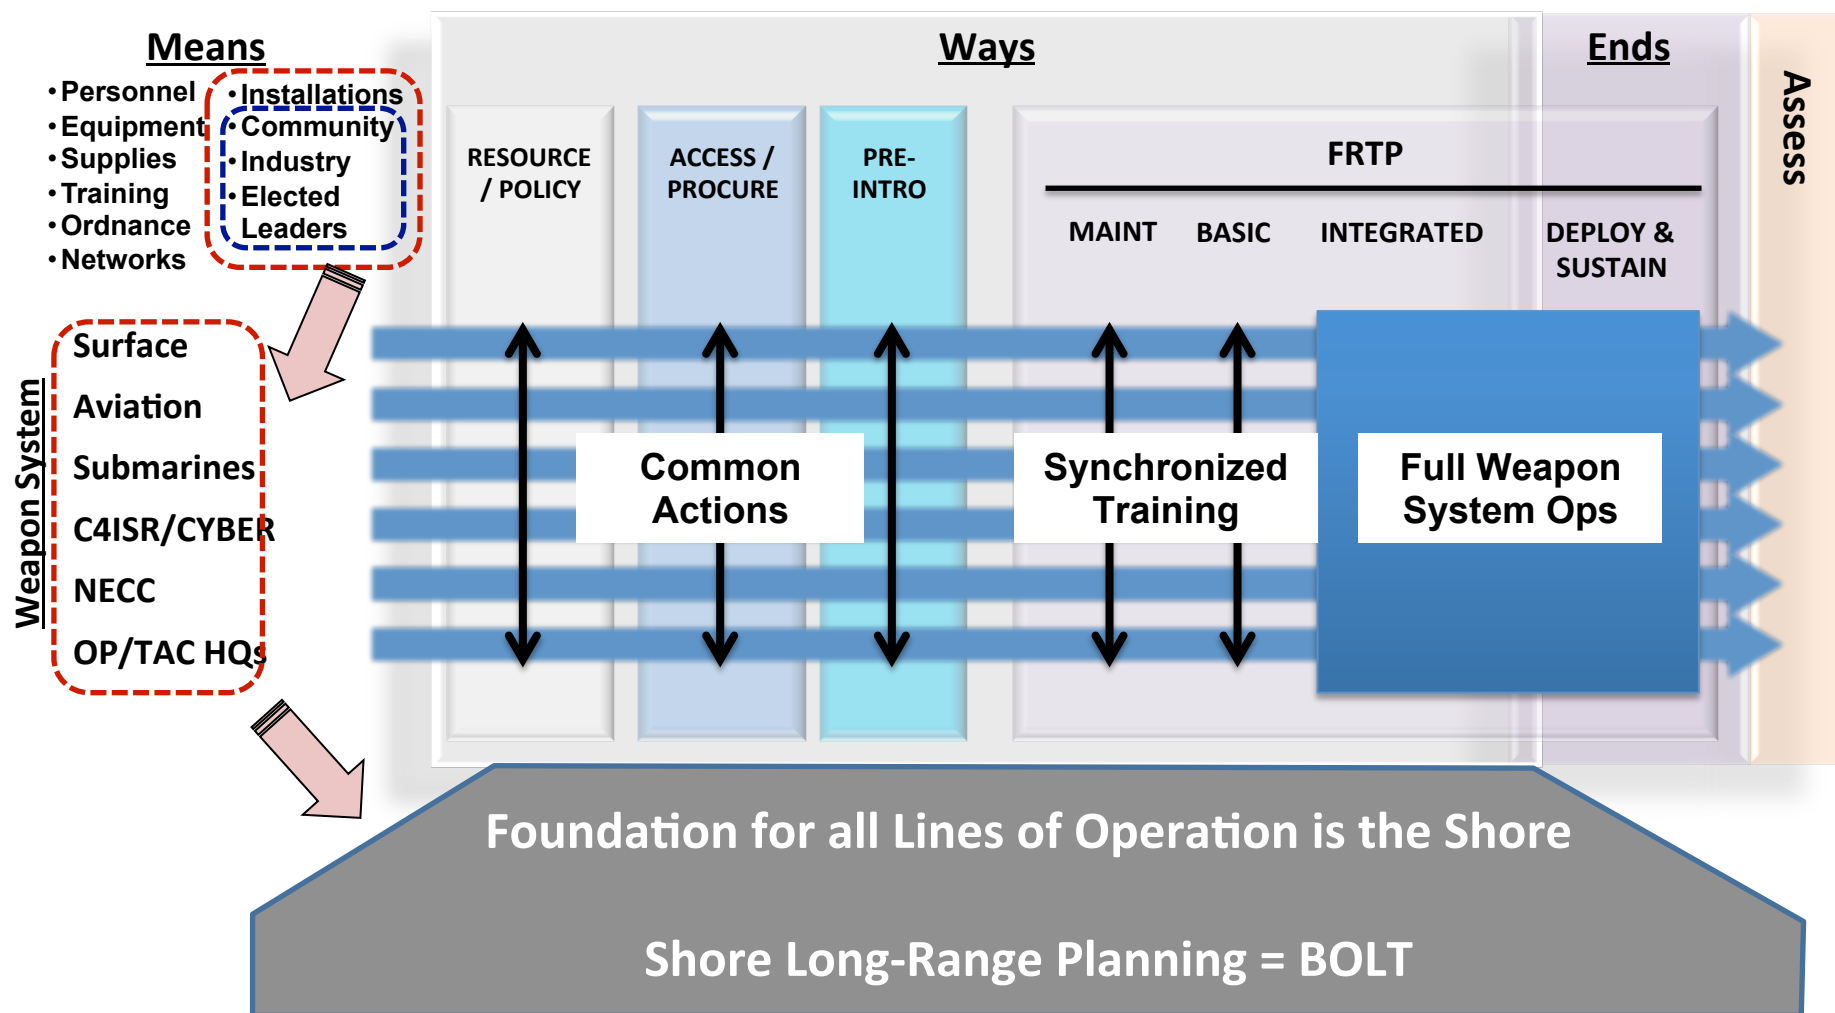 Means
• Personnel
• Equipment
• Supplies
• Training
• Ordnance
• Networks
• Installations
• Community
• Industry
• Elected
Leaders
Ways
Ends
Assess
RESOURCE
/ POLICY
ACCESS /
PROCURE
PRE-
INTRO
FRTP
MAINT
BASIC
INTEGRATED
DEPLOY &
SUSTAIN
Weapon System
Surface
Aviation
Submarines
C4ISR/CYBER
NECC
OP/TAC HQs
Common
Actions
Synchronized
Training
Full Weapon
System Ops
Foundation for all Lines of Operation is the Shore
Shore Long-Range Planning = BOLT